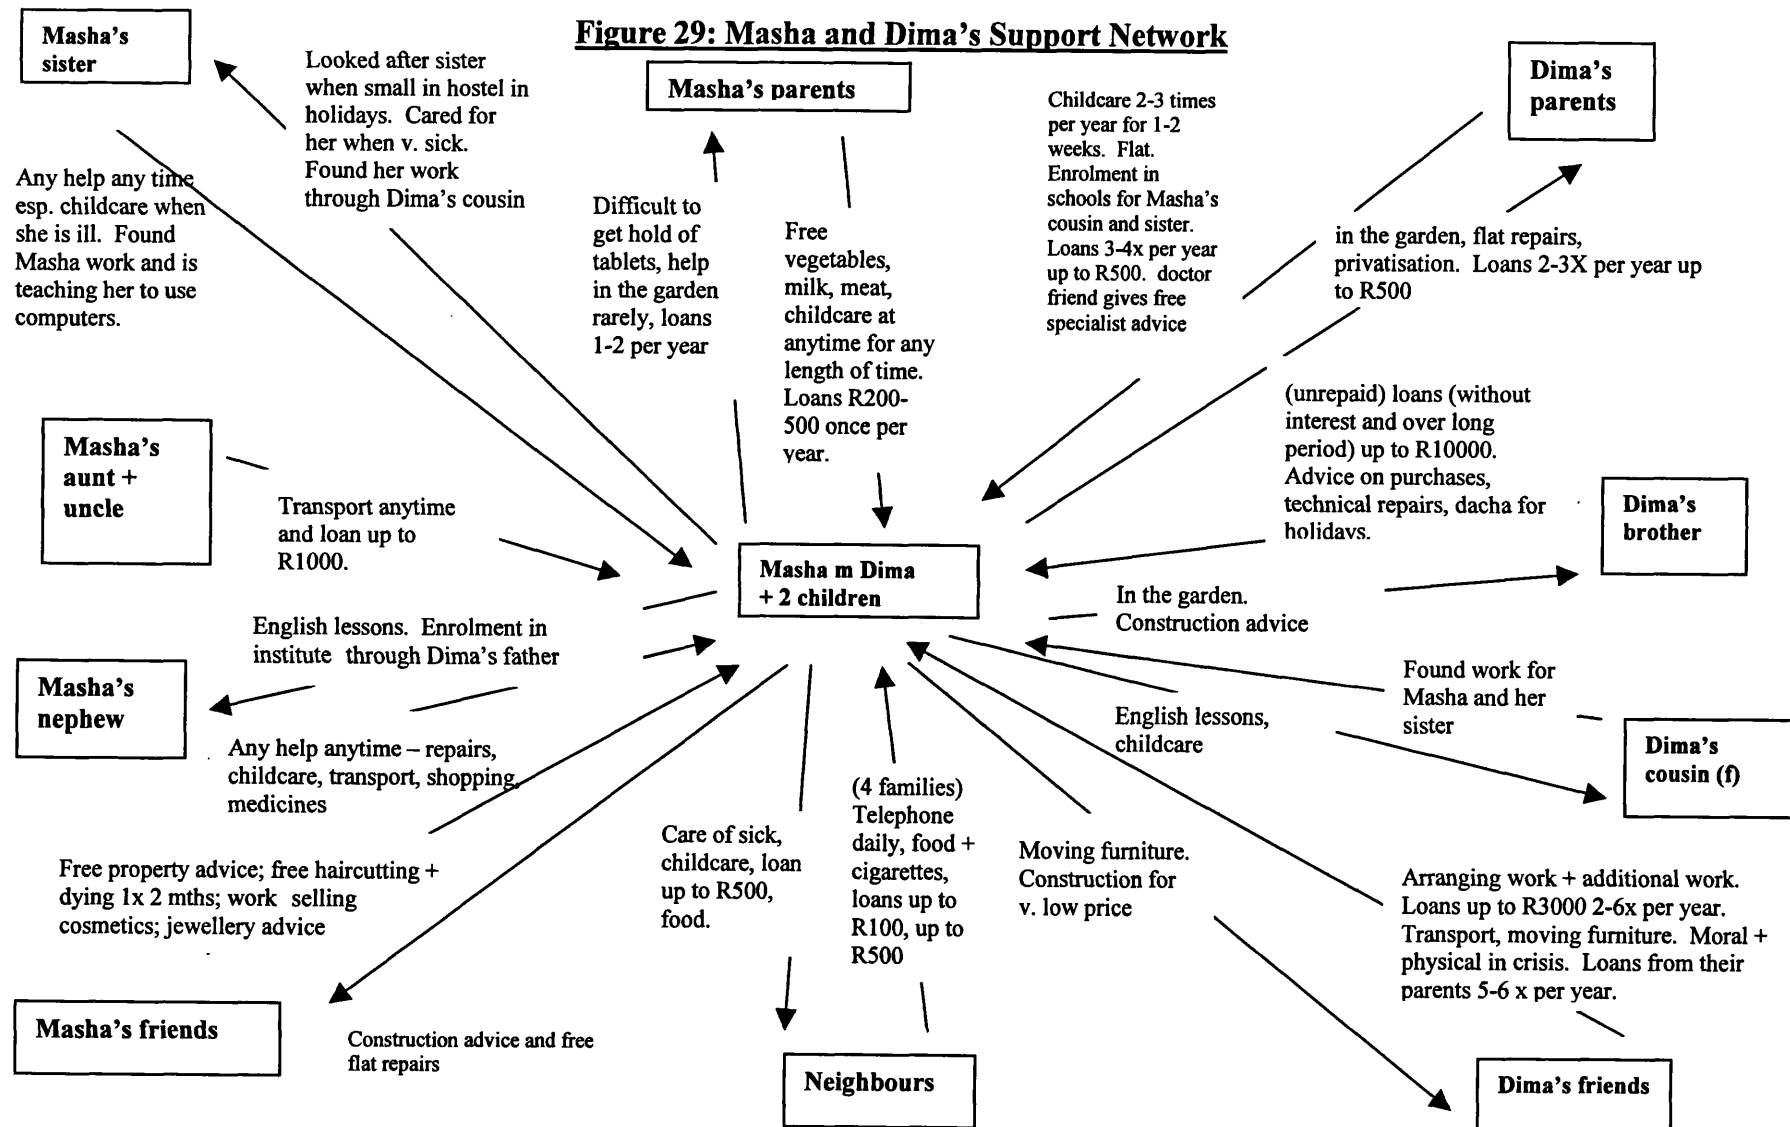 Figure 29: Masha and Dima's Support Network
Masha's
sister
Looked after sister
when small in hostel in
holidays. Cared for
her when v. sick.
Found her work
through Dima's cousin
Masha's parents
Childcare 2-3 times
per year for 1-2
weeks. Flat.
Enrolment in
schools for Masha's
cousin and sister.
Loans 3-4x per year
up to R500. doctor
friend gives free
specialist advice
Dima's
parents
Any help any time
esp. childcare when
she is ill. Found
Masha work and is
teaching her to use
computers.
Difficult to
get hold of
tablets, help
in the garden
rarely, loans
1-2 per year
Free
vegetables,
milk, meat,
childcare at
anytime for any
length of time.
Loans R200-
500 once per
year.
in the garden, flat repairs,
privatisation. Loans 2-3X per year up
to R500
Masha's
aunt +
uncle
Transport anytime
and loan up to
R1000.
(unrepaid) loans (without
interest and over long
period) up to R10000.
Advice on purchases,
technical repairs, dacha for
holidays.
Dima's
brother
Masha m Dima
+ 2 children
In the garden.
Construction advice
English lessons. Enrolment in
institute through Dima's father
Masha's
nephew
Found work for
Masha and her
sister
English lessons,
childcare
Dima's
cousin (f)
Any help anytime – repairs,
childcare, transport, shopping,
medicines
(4 families)
Telephone
daily, food +
cigarettes,
loans up to
R100, up to
R500
Care of sick,
childcare, loan
up to R500,
food.
Moving furniture.
Construction for
v. low price
Free property advice; free haircutting +
dying 1x 2 mths; work selling
cosmetics; jewellery advice
Arranging work + additional work.
Loans up to R3000 2-6x per year.
Transport, moving furniture. Moral +
physical in crisis. Loans from their
parents 5-6 x per year.
Masha's friends
Construction advice and free
flat repairs
Neighbours
Dima's friends